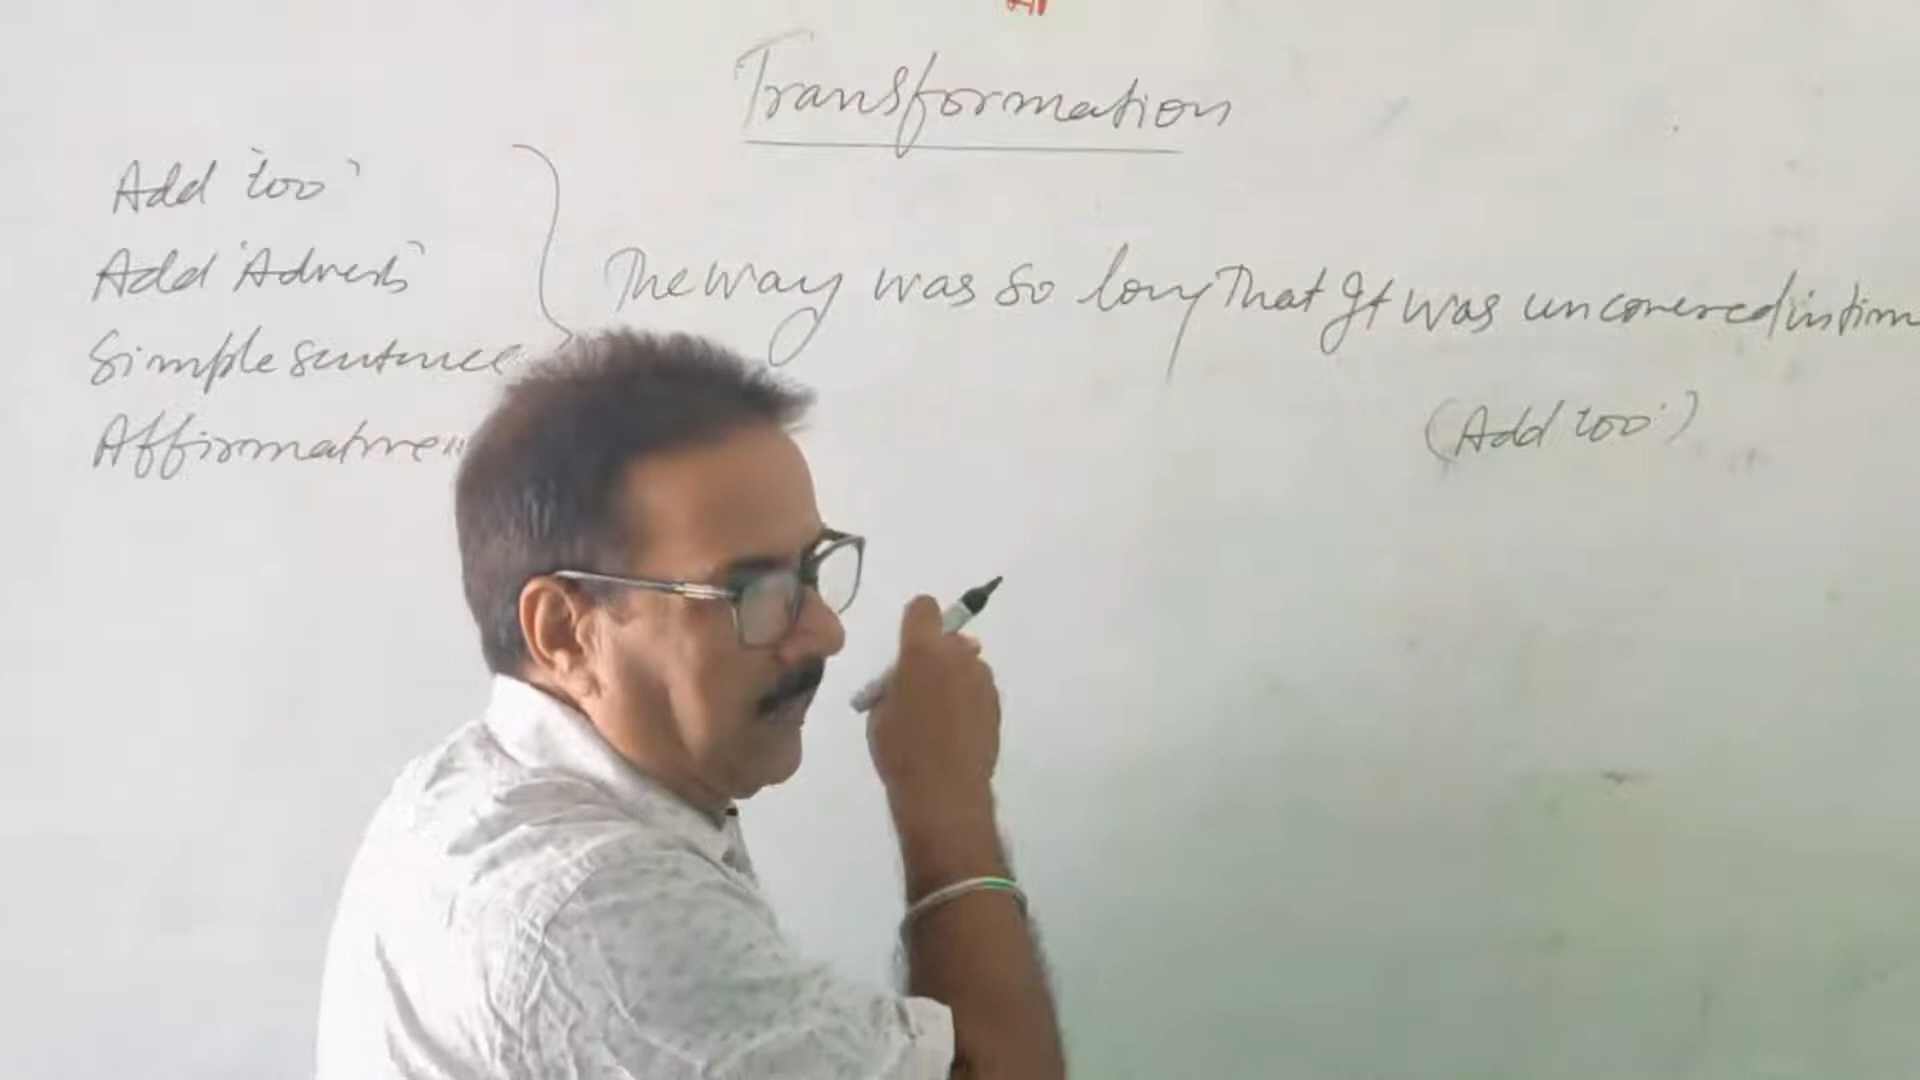 Transformation
Add 'too'
Add 'Adverb'
The way was so long that It was uncovered in tim
Simple sentence
(Add too')
Affirmative